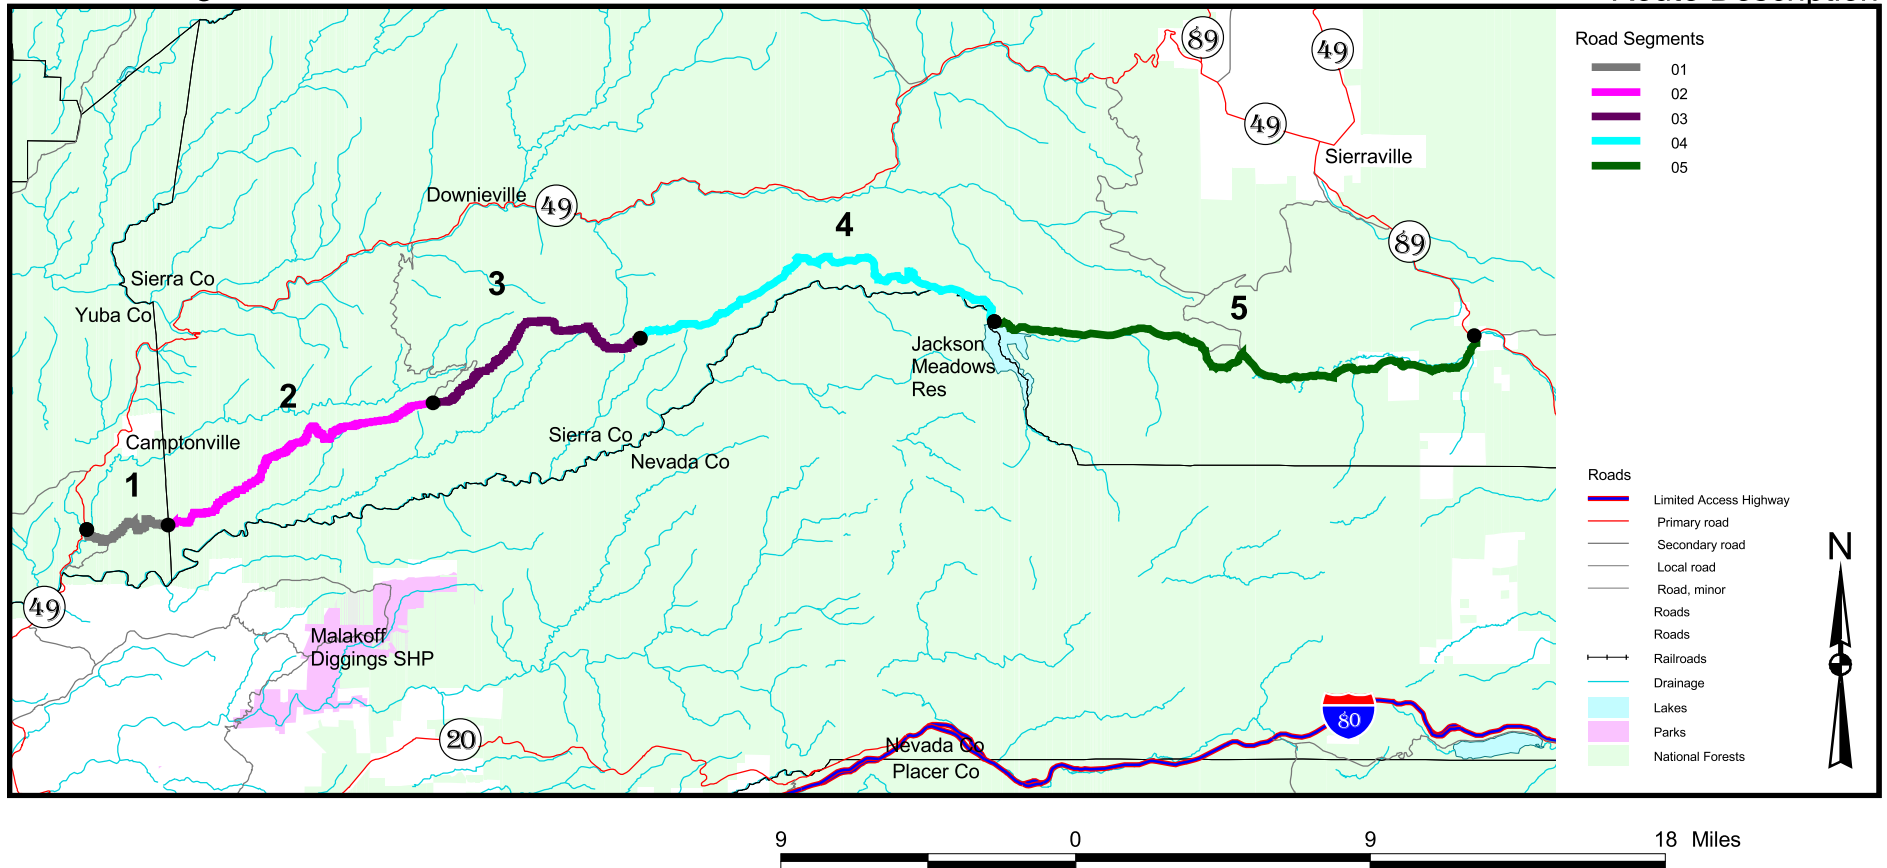 Route Description
89
49
Road Segments
01
02
03
04
05
49
Sierraville
Downieville
49
4
89
Sierra Co
3
Yuba Co
5
Jackson
Meadows
Res
2
Camptonville
Sierra Co
Nevada Co
1
Roads
Limited Access Highway
Primary road
Secondary road
Local road
Road, minor
Roads
Roads
Railroads
Drainage
Lakes
Parks
National Forests
N
49
Malakoff
Diggings SHP
20
80
Nevada Co
Placer Co
9 0 9 18 Miles